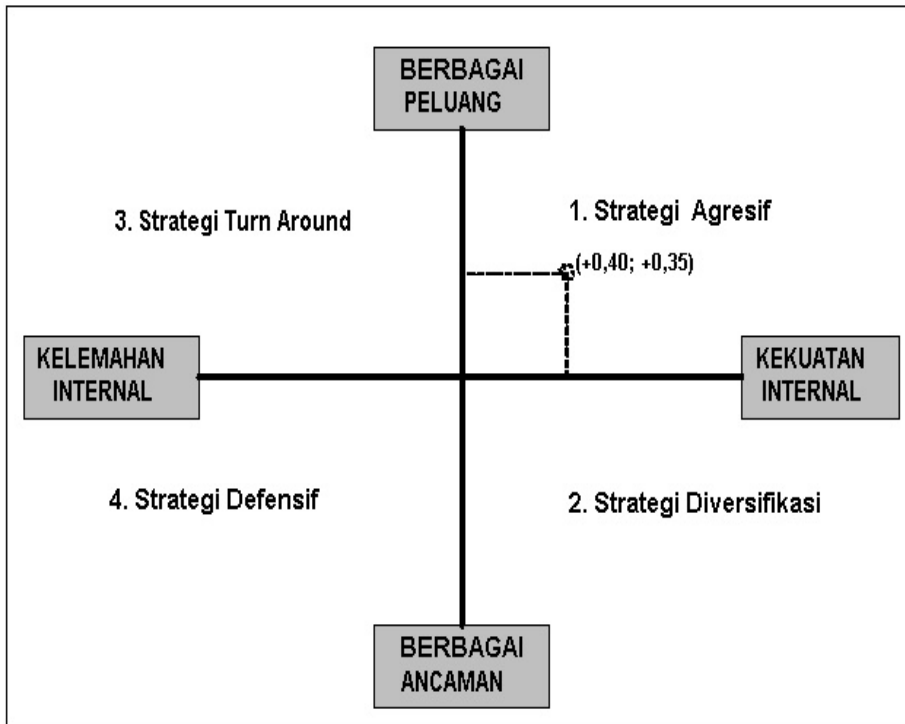 BERBAGAI
PELUANG
3. Strategi Turn Around
1. Strategi Agresif
(+0,40; +0,35)
KELEMAHAN
INTERNAL
KEKUATAN
INTERNAL
4. Strategi Defensif
2. Strategi Diversifikasi
BERBAGAI
ANCAMAN